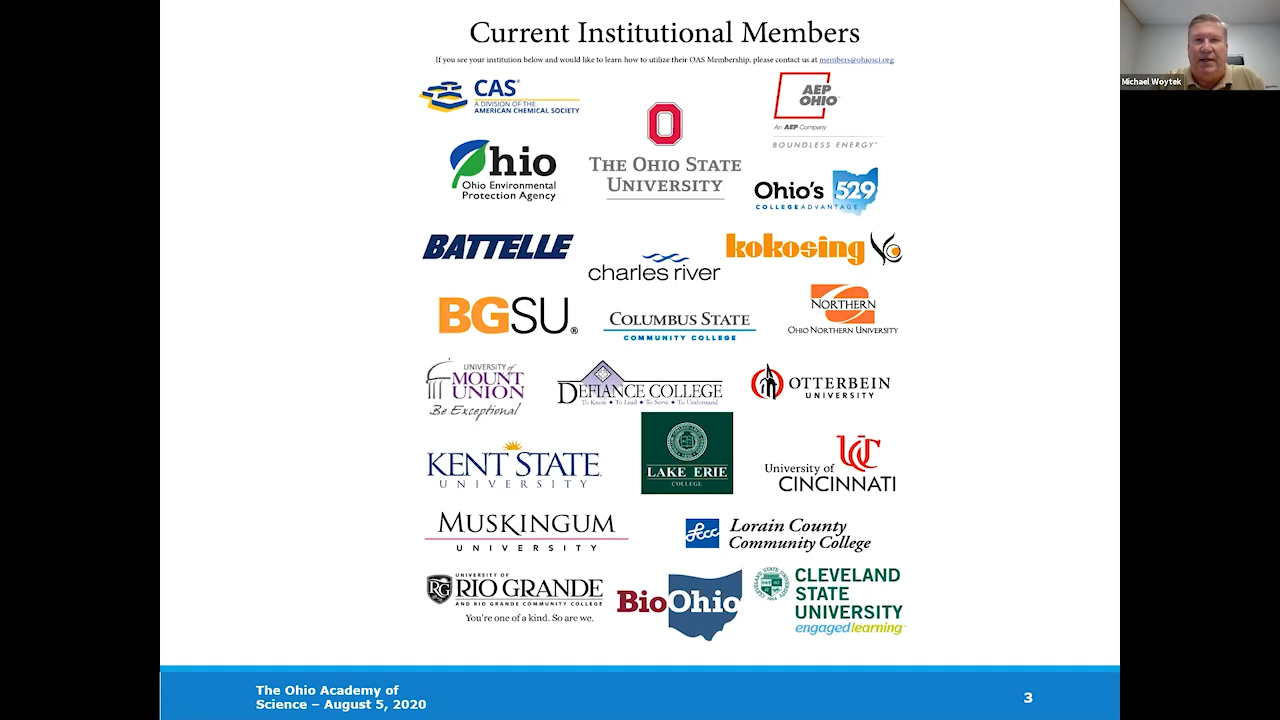 Current Institutional Members
If you see your institution below and would like to learn how to utilize their OAS Membership, please contact us at members@ohiosci.org
Michael Woytek
CAS®
A DIVISION OF THE
AMERICAN CHEMICAL SOCIETY
O
THE OHIO STATE
UNIVERSITY
AEP
OHIO®
An AEP Company
BOUNDLESS ENERGY™
Ohio
Ohio Environmental
Protection Agency
Ohio's 529
COLLEGEADVANTAGE
BATTELLE
charles river
kokosing
BGSU®
COLUMBUS STATE
COMMUNITY COLLEGE
NORTHERN
OHIO NORTHERN UNIVERSITY
UNIVERSITY of
MOUNT
UNION
Be Exceptional
DEFIANCE COLLEGE
To Know ♦ To Lead ♦ To Serve ♦ To Understand
OTTERBEIN
UNIVERSITY
KENT STATE
UNIVERSITY
LAKE ERIE
COLLEGE
UC
University of
CINCINNATI
MUSKINGUM
UNIVERSITY
lccc
Lorain County
Community College
RG
UNIVERSITY OF
RIO GRANDE
AND RIO GRANDE COMMUNITY COLLEGE
You're one of a kind. So are we.
BioOhio
CLEVELAND
STATE
UNIVERSITY
engagedlearning™
The Ohio Academy of
Science – August 5, 2020
3